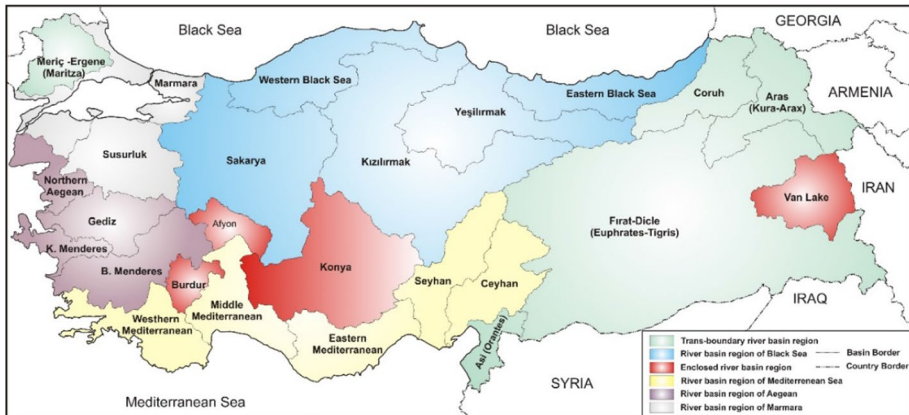 Black Sea
Black Sea
GEORGIA
Meriç -Ergene
(Maritza)
Marmara
Western Black Sea
Eastern Black Sea
Coruh
Aras
(Kura-Arax)
ARMENIA
Yeşilırmak
Susurluk
Sakarya
Kızılırmak
Northern
Aegean
Van Lake
IRAN
Gediz
Afyon
Fırat-Dicle
(Euphrates-Tigris)
K. Menderes
B. Menderes
Konya
Burdur
Seyhan
Ceyhan
Middle
Mediterranean
Western
Mediterranean
Eastern
Mediterranean
IRAQ
Asi (Orantes)
SYRIA
Mediterranean Sea
Trans-boundary river basin region
River basin region of Black Sea
Enclosed river basin region
River basin region of Mediterrenean Sea
River basin region of Aegean
River basin region of Marmara
Basin Border
Country Border